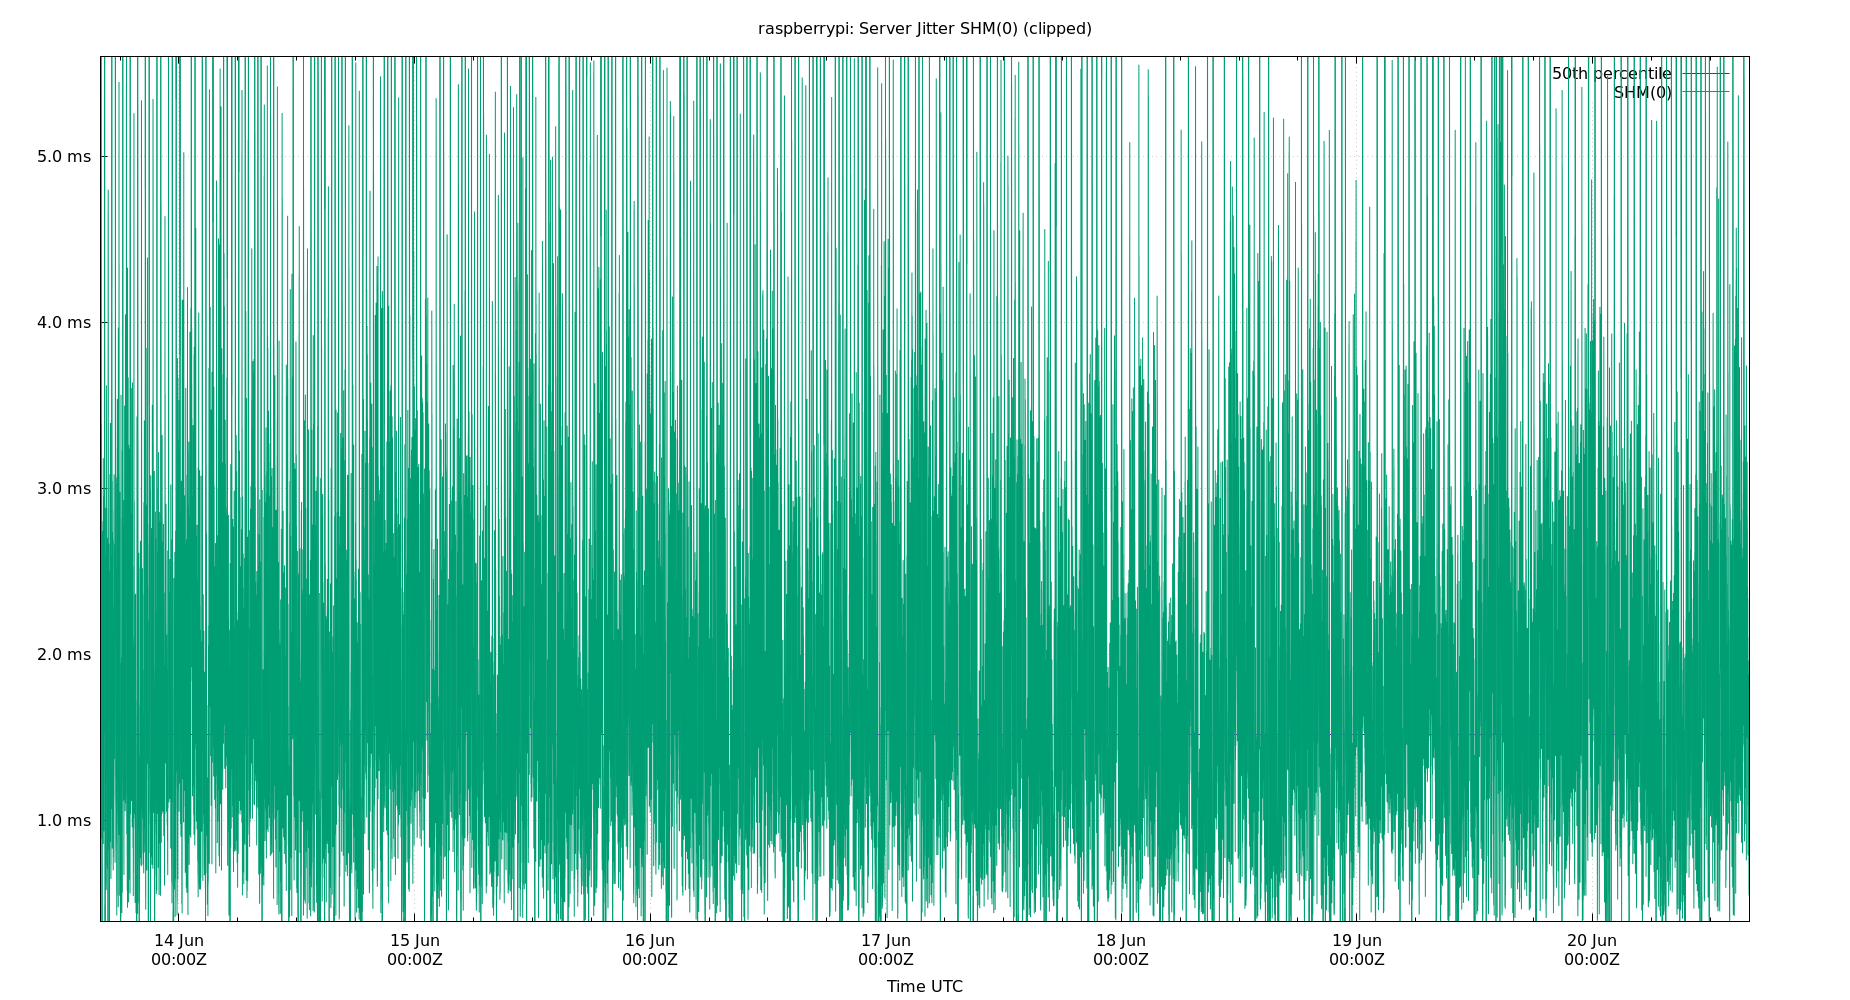 raspberrypi: Server Jitter SHM(0) (clipped)
50th percentile
SHM(0)
5.0 ms
4.0 ms
3.0 ms
2.0 ms
1.0 ms
14 Jun 15 Jun 16 Jun 17 Jun 18 Jun 19 Jun 20 Jun
00:00Z 00:00Z 00:00Z 00:00Z 00:00Z 00:00Z 00:00Z
Time UTC